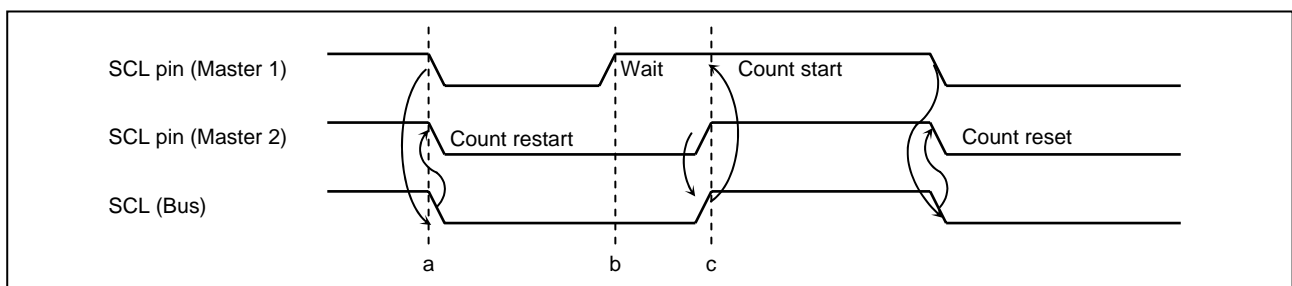 SCL pin (Master 1)
Wait
Count start
SCL pin (Master 2)
Count restart
Count reset
SCL (Bus)
a
b
c